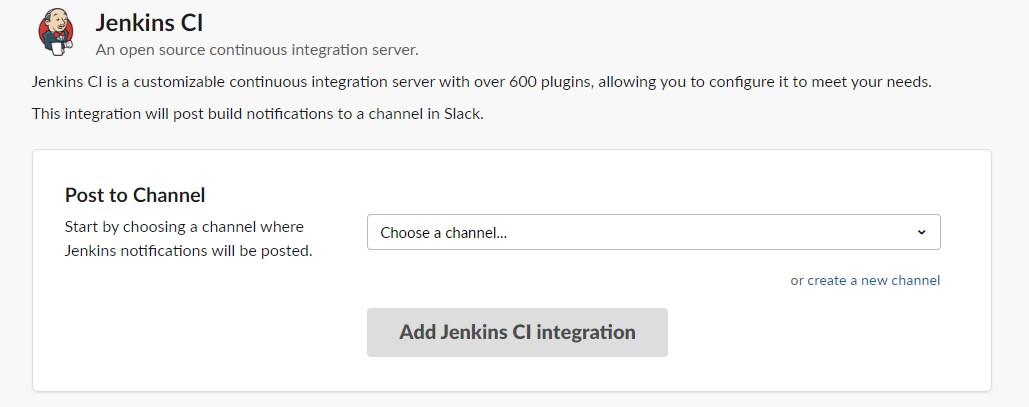 Jenkins CI
An open source continuous integration server.
Jenkins CI is a customizable continuous integration server with over 600 plugins, allowing you to configure it to meet your needs.
This integration will post build notifications to a channel in Slack.
Post to Channel
Start by choosing a channel where
Jenkins notifications will be posted.
Choose a channel...
or create a new channel
Add Jenkins CI integration